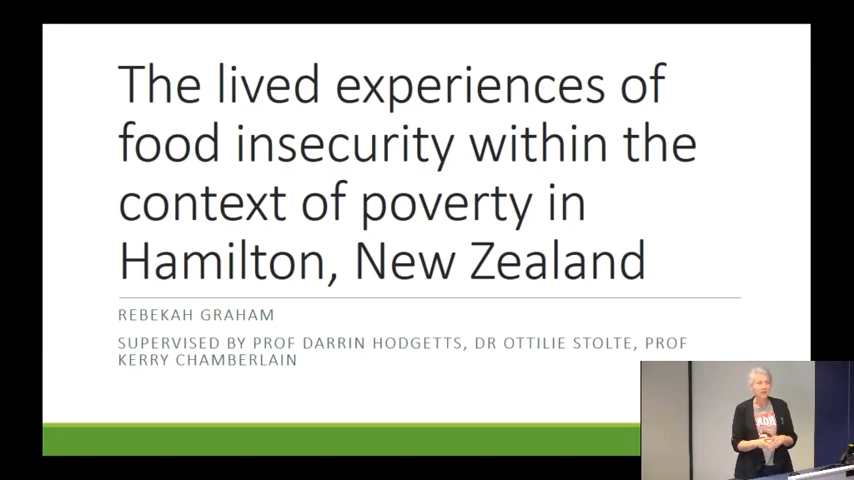 The lived experiences of
food insecurity within the
context of poverty in
Hamilton, New Zealand
REBEKAH GRAHAM
SUPERVISED BY PROF DARRIN HODGETTS, DR OTTILIE STOLTE, PROF
KERRY CHAMBERLAIN